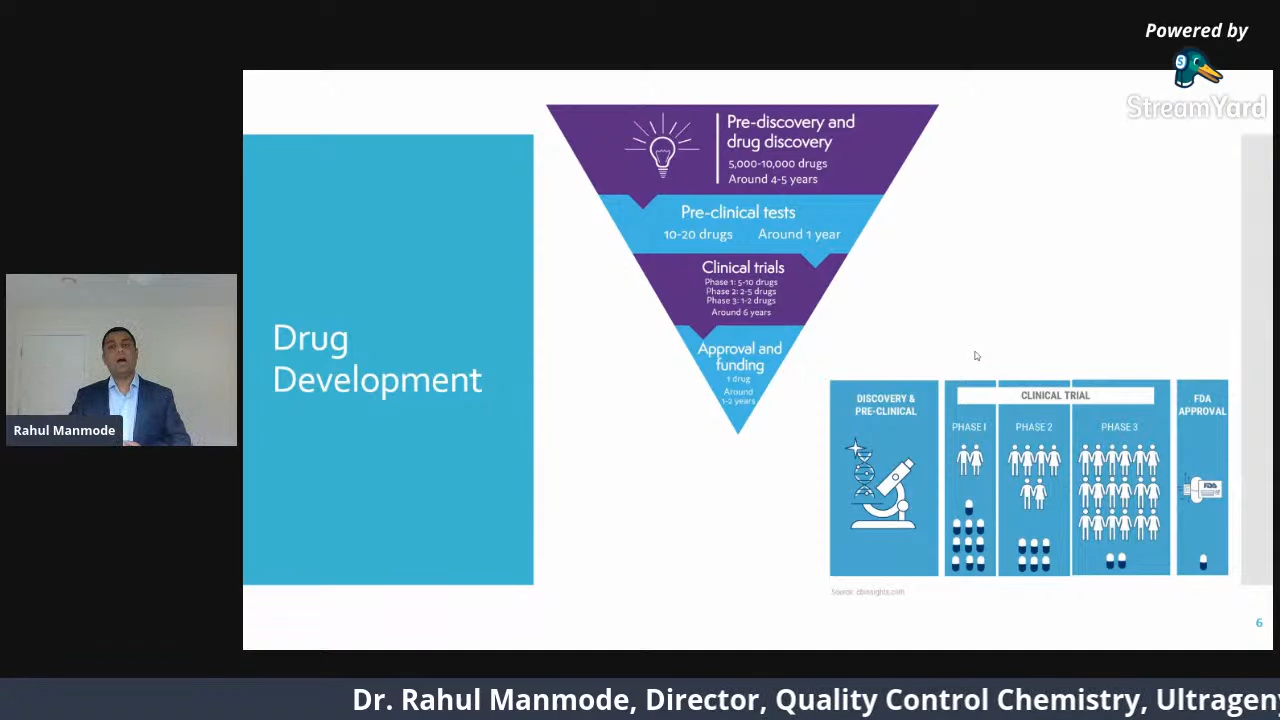 Powered by
StreamYard
Pre-discovery and
drug discovery
5,000-10,000 drugs
Around 4-5 years
Pre-clinical tests
10-20 drugs Around 1 year
Clinical trials
Phase 1: 5-10 drugs
Phase 2: 2-5 drugs
Phase 3: 1-2 drugs
Around 6 years
Approval and
funding
1 drug
Around
1-2 years
Drug
Development
Rahul Manmode
DISCOVERY &
PRE-CLINICAL
CLINICAL TRIAL
PHASE I
PHASE 2
PHASE 3
FDA
APPROVAL
FDA
Source: cbinsights.com
6
Dr. Rahul Manmode, Director, Quality Control Chemistry, Ultrageny